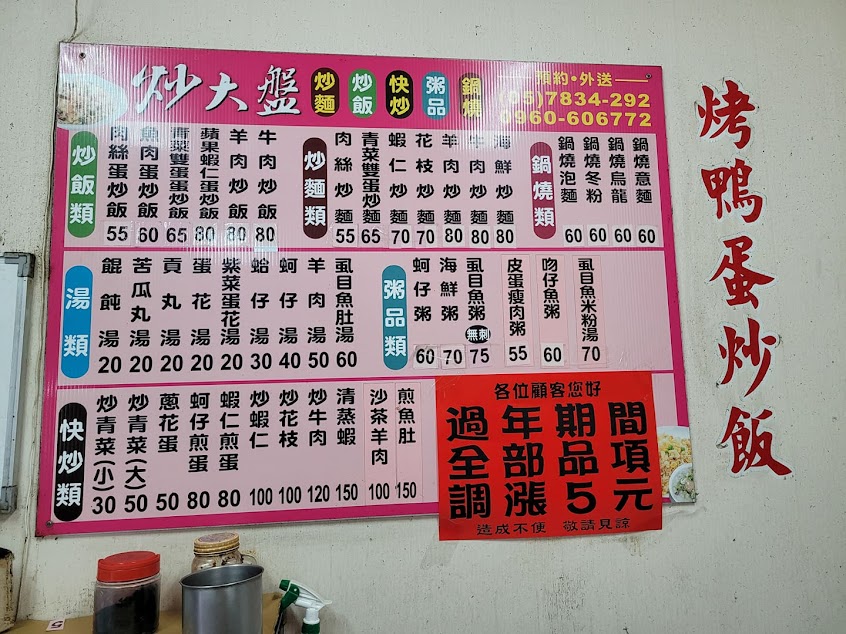 炒大盤 炒麵 炒飯 快炒 粥品 鍋燒
預約·外送
(05)7834-292
0960-606772
炒飯類
肉絲蛋炒飯 55
魚肉蛋炒飯 60
青菜雙蛋蛋炒飯 65
蘋果蝦仁蛋炒飯 80
羊肉炒飯 80
牛肉炒飯 80
炒麵類
肉絲炒麵 55
青菜雙蛋炒麵 65
蝦仁炒麵 70
花枝炒麵 70
羊肉炒麵 80
牛肉炒麵 80
海鮮炒麵 80
鍋燒類
鍋燒泡麵 60
鍋燒冬粉 60
鍋燒烏龍 60
鍋燒意麵 60
湯類
餛飩湯 20
苦瓜丸湯 20
貢丸湯 20
蛋花湯 20
紫菜蛋花湯 20
蛤仔湯 30
蚵仔湯 40
羊肉湯 50
虱目魚肚湯 60
粥品類
蚵仔粥 60
海鮮粥 70
虱目魚粥 無刺 75
皮蛋瘦肉粥 55
吻仔魚粥 60
虱目魚米粉湯 70
快炒類
炒青菜(小) 30
炒青菜(大) 50
蔥花蛋 50
蚵仔煎蛋 80
蝦仁煎蛋 80
炒蝦仁 100
炒花枝 100
炒牛肉 120
清蒸蝦 150
沙茶羊肉 100
煎魚肚 150
各位顧客您好
過年期間
全部品項
調漲5元
造成不便 敬請見諒
烤鴨蛋炒飯